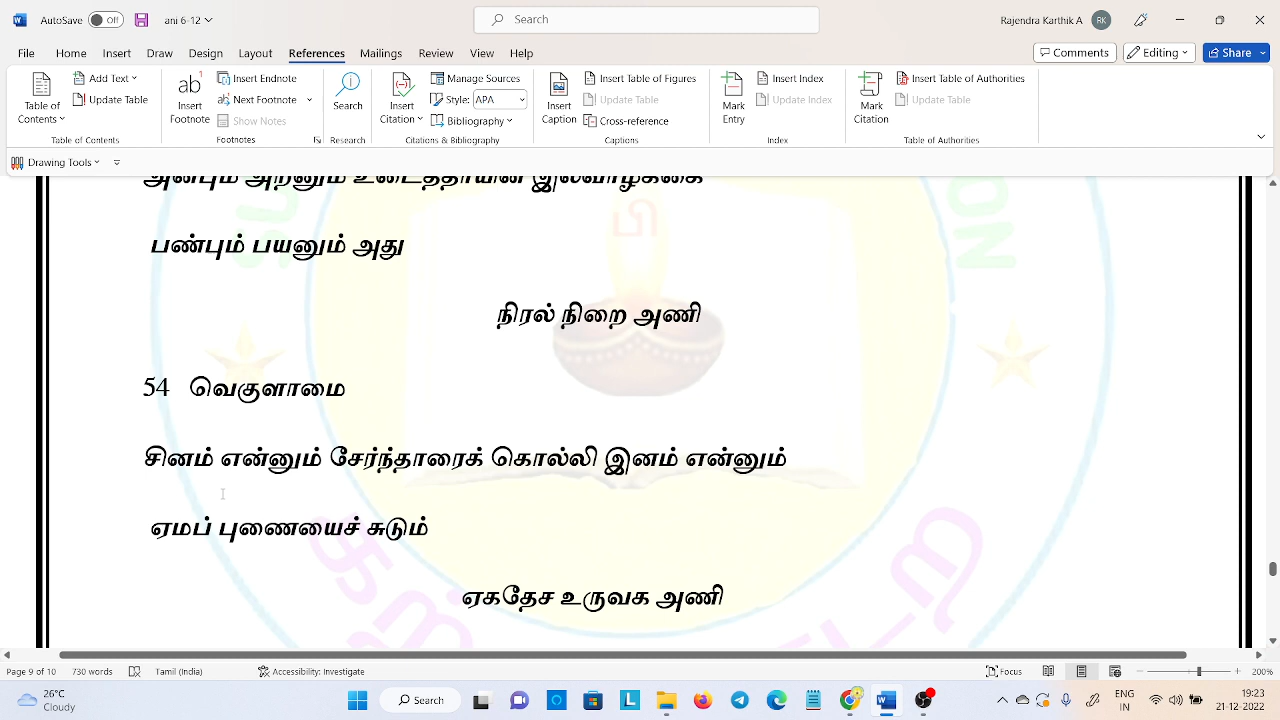 AutoSave Off Search Rajendra Karthik A RK
Home Insert Design Layout References Mailings Review View Help Comments Editing Share
Table of Contents Add Text Update Table
Insert Footnote Insert Endnote Next Footnote Show Notes
Search
Insert Citation Manage Sources Style: APA Bibliography
Insert Caption Insert Table of Figures Update Table Cross-reference
Mark Entry Insert Index Update Index
Mark Citation Insert Table of Authorities Update Table
Table of Contents Footnotes Research Citations & Bibliography Captions Index Table of Authorities
Drawing Tools
அன்பும் அறனும் உடைத்தாயின் இல்வாழ்க்கை
பண்பும் பயனும் அது
நிரல் நிறை அணி
54 வெகுளாமை
சினம் என்னும் சேர்ந்தாரைக் கொல்லி இனம் என்னும்
ஏமப் புணையைச் சுடும்
ஏகதேச உருவக அணி
பி
Page 9 of 10 730 words Tamil (India) Accessibility: Investigate Focus 200%
26°C
Cloudy
Search
ENG
IN
19:23
21-12-2022